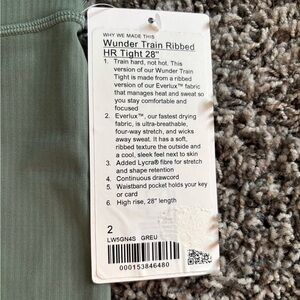 WHY WE MADE THIS
Wunder Train Ribbed
HR Tight 28"
1. Train hard, not hot. This
version of our Wunder Train
Tight is made from a ribbed
version of our Everlux™ fabric
that manages heat and sweat so
you stay comfortable and
focused
2. Everlux™, our fastest drying
fabric, is ultra-breathable,
four-way stretch, and wicks
away sweat. It has a soft,
ribbed texture the outside and
a cool, sleek feel next to skin
3. Added Lycra® fibre for stretch
and shape retention
4. Continuous drawcord
5. Waistband pocket holds your key
or card
6. High rise, 28" length
2
LW5GN4S GREU
000153846480